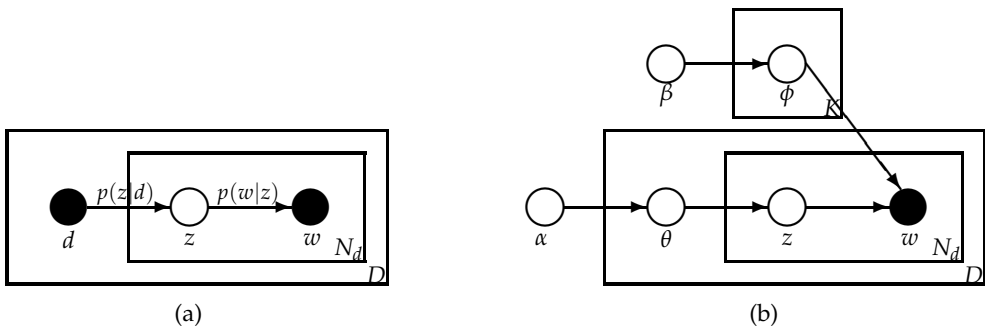 β
ϕ
K
p(z|d)
p(w|z)
d
z
w
N_d
D
α
θ
z
w
N_d
D
(a)
(b)